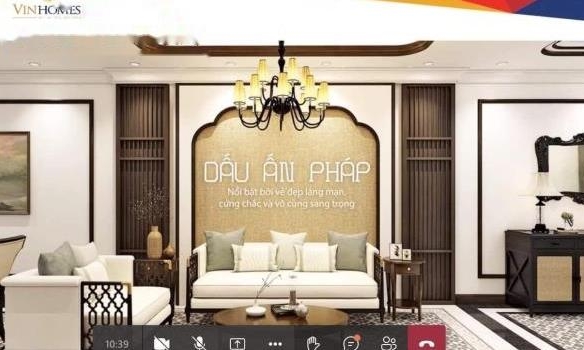 VINHOMES
DẤU ẤN PHÁP
Nổi bật bởi vẻ đẹp lãng mạn,
cứng chắc và vô cùng sang trọng
10:39